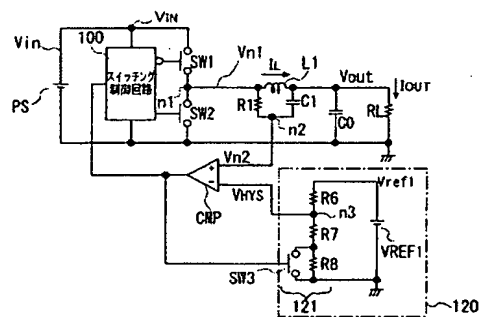 VIN
Vin
100
スイッチング
制御回路
SW1
SW2
n1
PS
Vn1
IL
L1
R1
C1
n2
Vout
IOUT
C0
RL
Vn2
VHYS
CMP
+
-
R6
n3
R7
R8
SW3
121
Vref1
VREF1
120